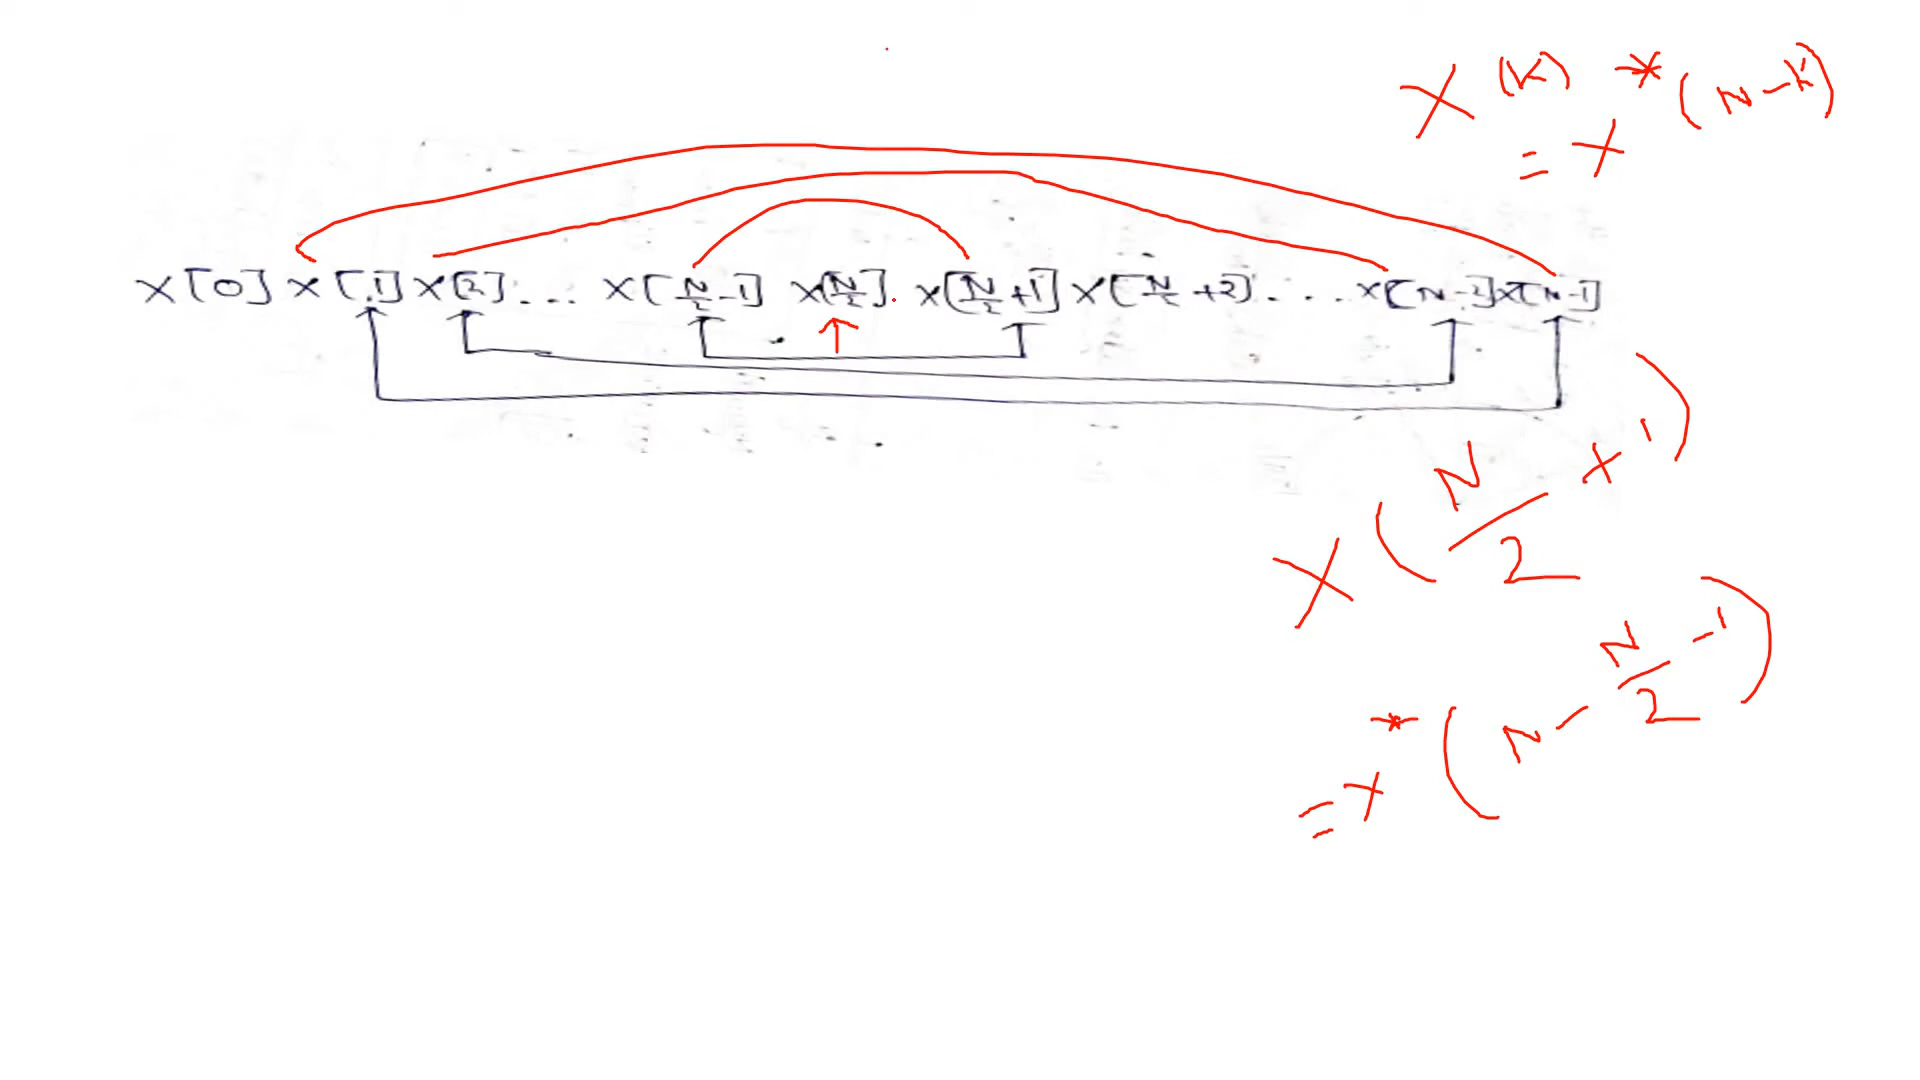 X(k)
= X*(N-k)
X[0] X[1] X[2] ... X[N/2-1] X[N/2]. X[N/2+1] X[N/2+2] ... X[N-2] X[N-1]
X(N/2+1)
= X*(N-N/2-1)